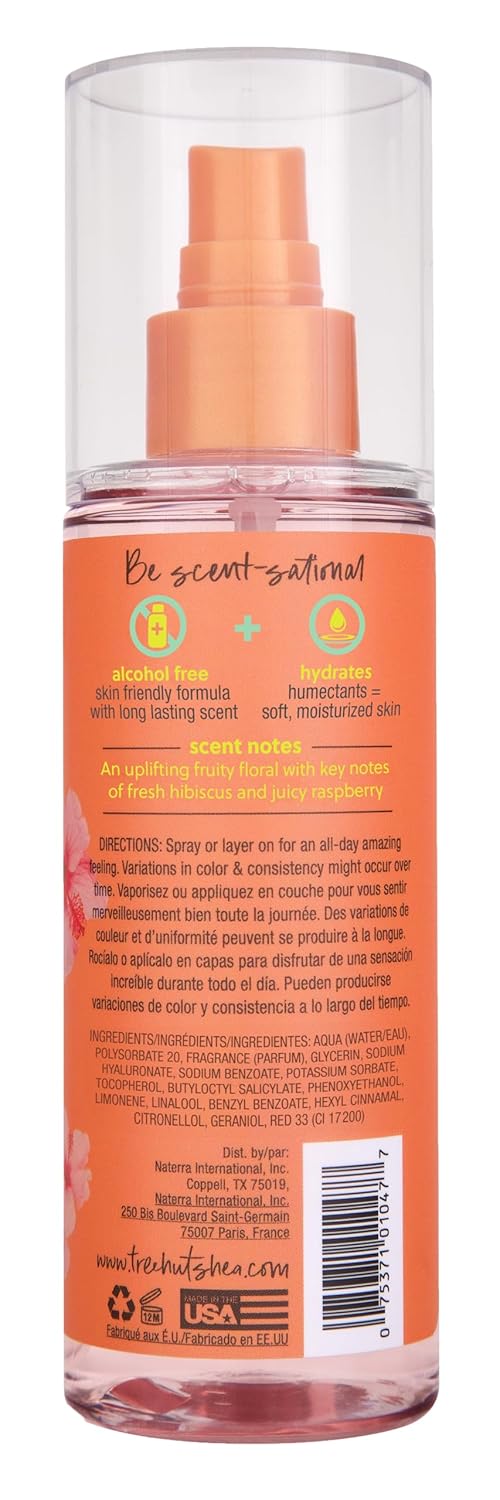 Be scent-sational
alcohol free
skin friendly formula
with long lasting scent
+
hydrates
humectants =
soft, moisturized skin
scent notes
An uplifting fruity floral with key notes
of fresh hibiscus and juicy raspberry
DIRECTIONS: Spray or layer on for an all-day amazing
feeling. Variations in color & consistency might occur over
time. Vaporisez ou appliquez en couche pour vous sentir
merveilleusement bien toute la journée. Des variations de
couleur et d'uniformité peuvent se produire à la longue.
Rocíalo o aplícalo en capas para disfrutar de una sensación
increíble durante todo el día. Pueden producirse
variaciones de color y consistencia a lo largo del tiempo.
INGREDIENTS/INGRÉDIENTS/INGREDIENTES: AQUA (WATER/EAU),
POLYSORBATE 20, FRAGRANCE (PARFUM), GLYCERIN, SODIUM
HYALURONATE, SODIUM BENZOATE, POTASSIUM SORBATE,
TOCOPHEROL, BUTYLOCTYL SALICYLATE, PHENOXYETHANOL,
LIMONENE, LINALOOL, BENZYL BENZOATE, HEXYL CINNAMAL,
CITRONELLOL, GERANIOL, RED 33 (CI 17200)
Dist. by/par:
Naterra International, Inc.
Coppell, TX 75019,
Naterra International, Inc.
250 Bis Boulevard Saint-Germain
75007 Paris, France
www.treehutshea.com
12M
MADE IN THE
USA
Fabriqué aux É.U./Fabricado en EE.UU
0 75371 01047 7